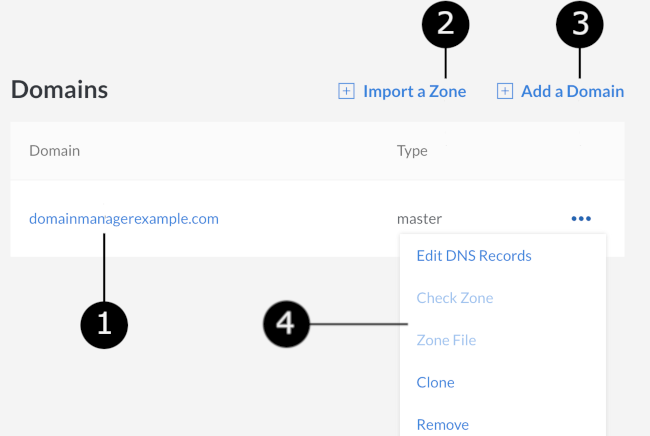 2
3
Domains
Import a Zone
Add a Domain
Domain
Type
domainmanagerexample.com
master
•••
Edit DNS Records
Check Zone
1
4
Zone File
Clone
Remove